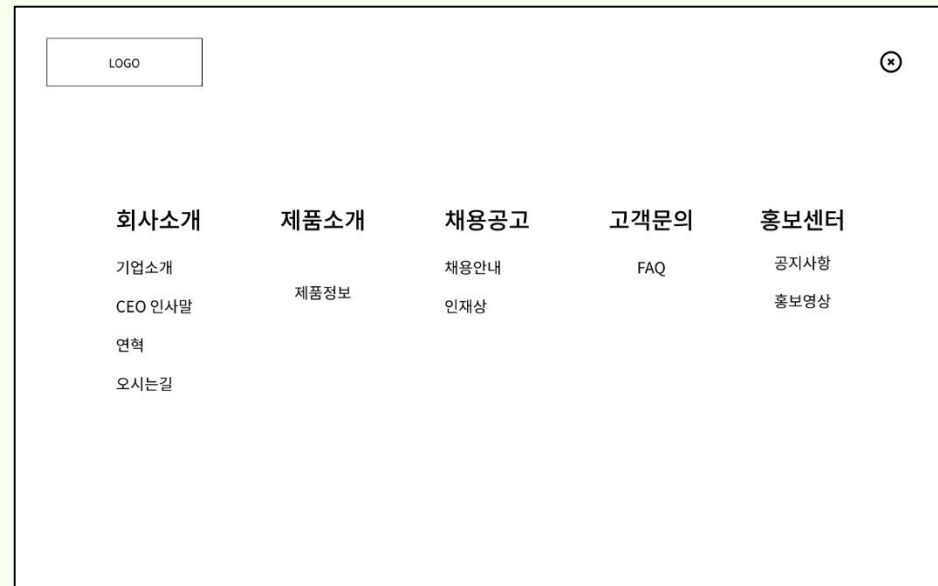 LOGO
회사소개
기업소개
CEO 인사말
연혁
오시는길
제품소개
제품정보
채용공고
채용안내
인재상
고객문의
FAQ
홍보센터
공지사항
홍보영상